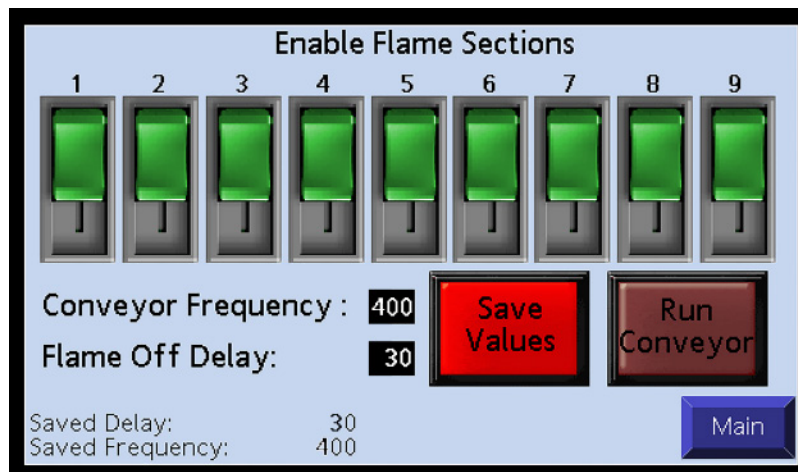 Enable Flame Sections
1 2 3 4 5 6 7 8 9
Conveyor Frequency : 400
Flame Off Delay: 30
Save
Values
Run
Conveyor
Saved Delay: 30
Saved Frequency: 400
Main